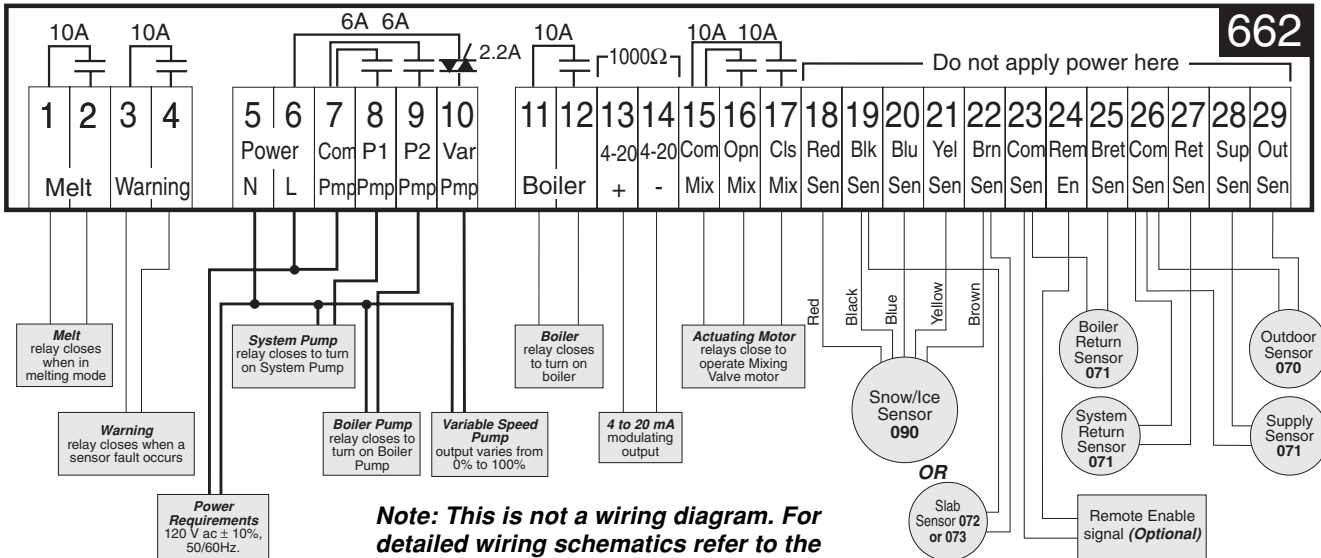 662
10A
10A
6A 6A
2.2A
10A
1000Ω
10A 10A
Do not apply power here
1 2 3 4 5 6 7 8 9 10 11 12 13 14 15 16 17 18 19 20 21 22 23 24 25 26 27 28 29
Power Com P1 P2 Var 4-20 4-20 Com Opn Cls Red Blk Blu Yel Brn Com Rem Bret Com Ret Sup Out
Melt Warning N L Pmp Pmp Pmp Pmp Boiler + - Mix Mix Mix Sen Sen Sen Sen Sen Sen En Sen Sen Sen Sen Sen
Red
Black
Blue
Yellow
Brown
Melt
relay closes
when in
melting mode
Warning
relay closes when a
sensor fault occurs
Power
Requirements
120 V ac ± 10%,
50/60Hz.
System Pump
relay closes to turn
on System Pump
Boiler Pump
relay closes to
turn on Boiler
Pump
Variable Speed
Pump
output varies from
0% to 100%
Boiler
relay closes
to turn on
boiler
4 to 20 mA
modulating
output
Actuating Motor
relays close to
operate Mixing
Valve motor
Snow/Ice
Sensor
090
OR
Slab
Sensor 072
or 073
Boiler
Return
Sensor
071
System
Return
Sensor
071
Outdoor
Sensor
070
Supply
Sensor
071
Remote Enable
signal (Optional)
Note: This is not a wiring diagram. For
detailed wiring schematics refer to the